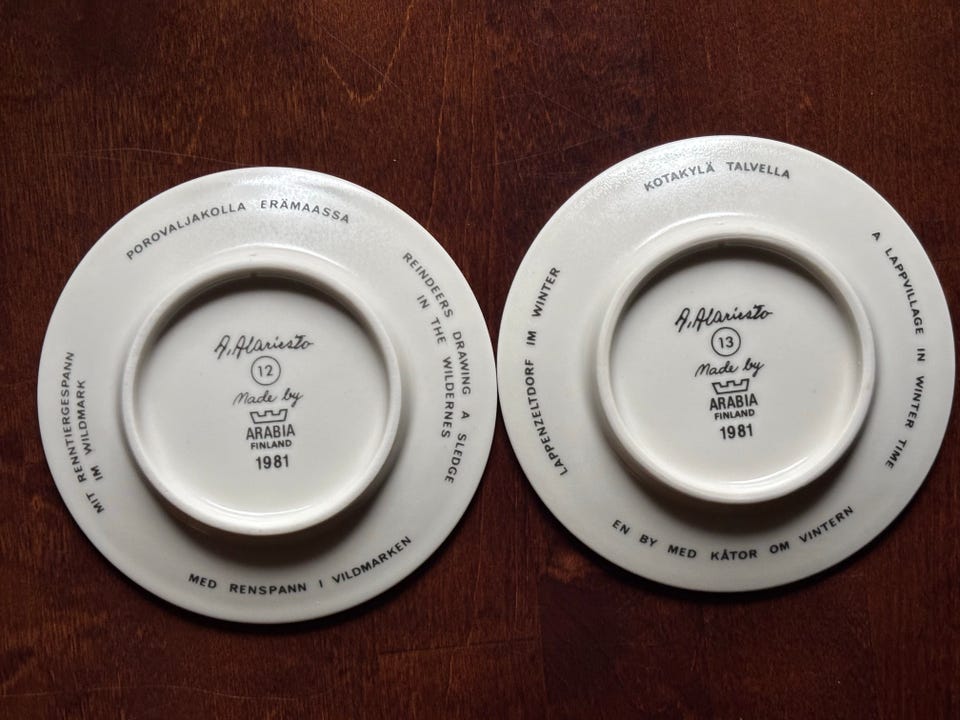 POROVALJAKOLLA ERÄMAASSA
REINDEERS DRAWING A SLEDGE
IN THE WILDERNES
MED RENSPANN I VILDMARKEN
MIT RENNTIERGESPANN
IM WILDMARK
A. Alariesto
12
Made by
ARABIA
FINLAND
1981
KOTAKYLÄ TALVELLA
A LAPPVILLAGE IN WINTER TIME
EN BY MED KÅTOR OM VINTERN
LAPPENZELTDORF IM WINTER
A. Alariesto
13
Made by
ARABIA
FINLAND
1981